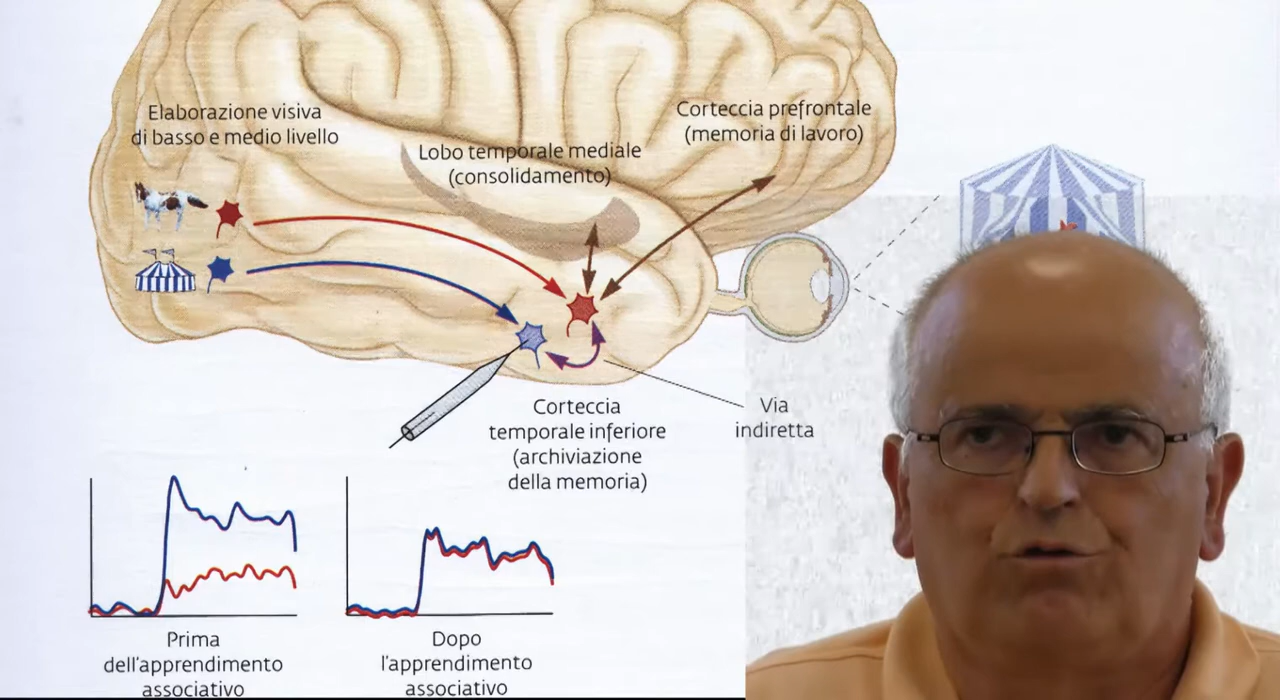 Elaborazione visiva
di basso e medio livello
Lobo temporale mediale
(consolidamento)
Corteccia prefrontale
(memoria di lavoro)
Corteccia
temporale inferiore
(archiviazione
della memoria)
Via
indiretta
Prima
dell'apprendimento
associativo
Dopo
l'apprendimento
associativo